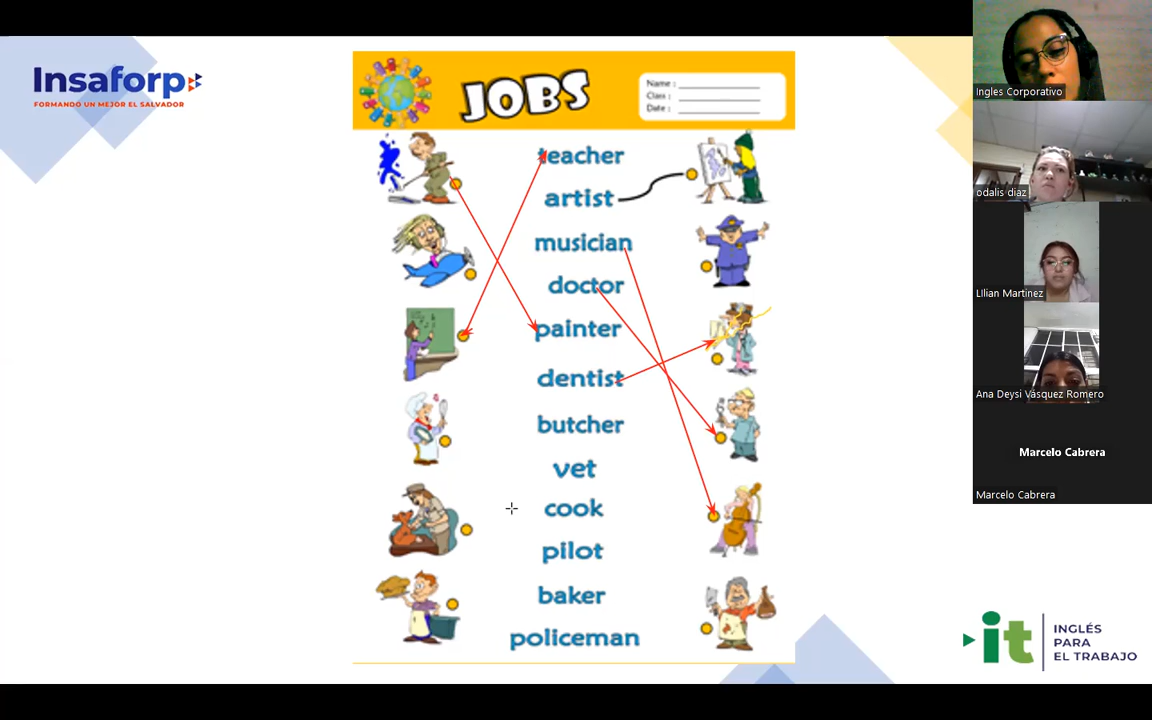 Insaforp
FORMANDO UN MEJOR EL SALVADOR
JOBS
Name :
Class :
Date :
teacher
artist
musician
doctor
painter
dentist
butcher
vet
cook
pilot
baker
policeman
Ingles Corporativo
odalis diaz
LIlian Martinez
Ana Deysi Vásquez Romero
Marcelo Cabrera
Marcelo Cabrera
it
INGLÉS
PARA
EL TRABAJO